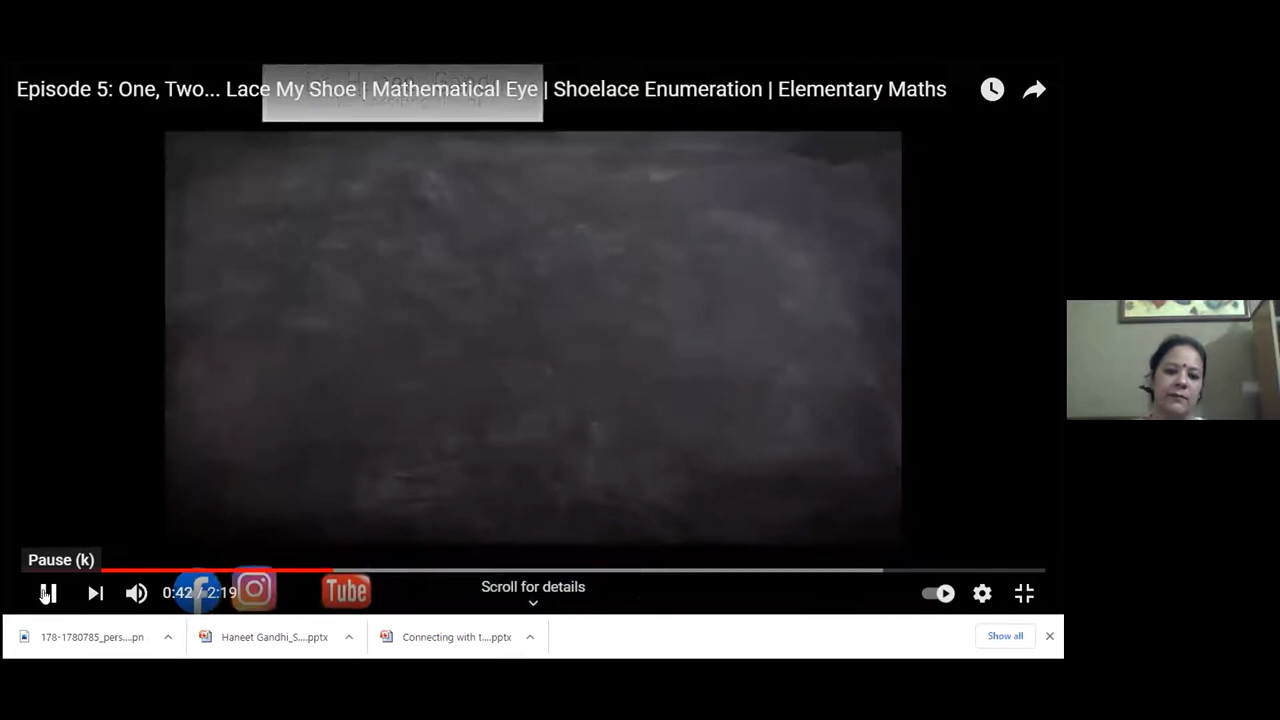 Episode 5: One, Two... Lace My Shoe | Mathematical Eye | Shoelace Enumeration | Elementary Maths
Pause (k)
0:42 / 2:19
Tube
Scroll for details
178-1780785_pers....pn
Haneet Gandhi_S....pptx
Connecting with t....pptx
Show all